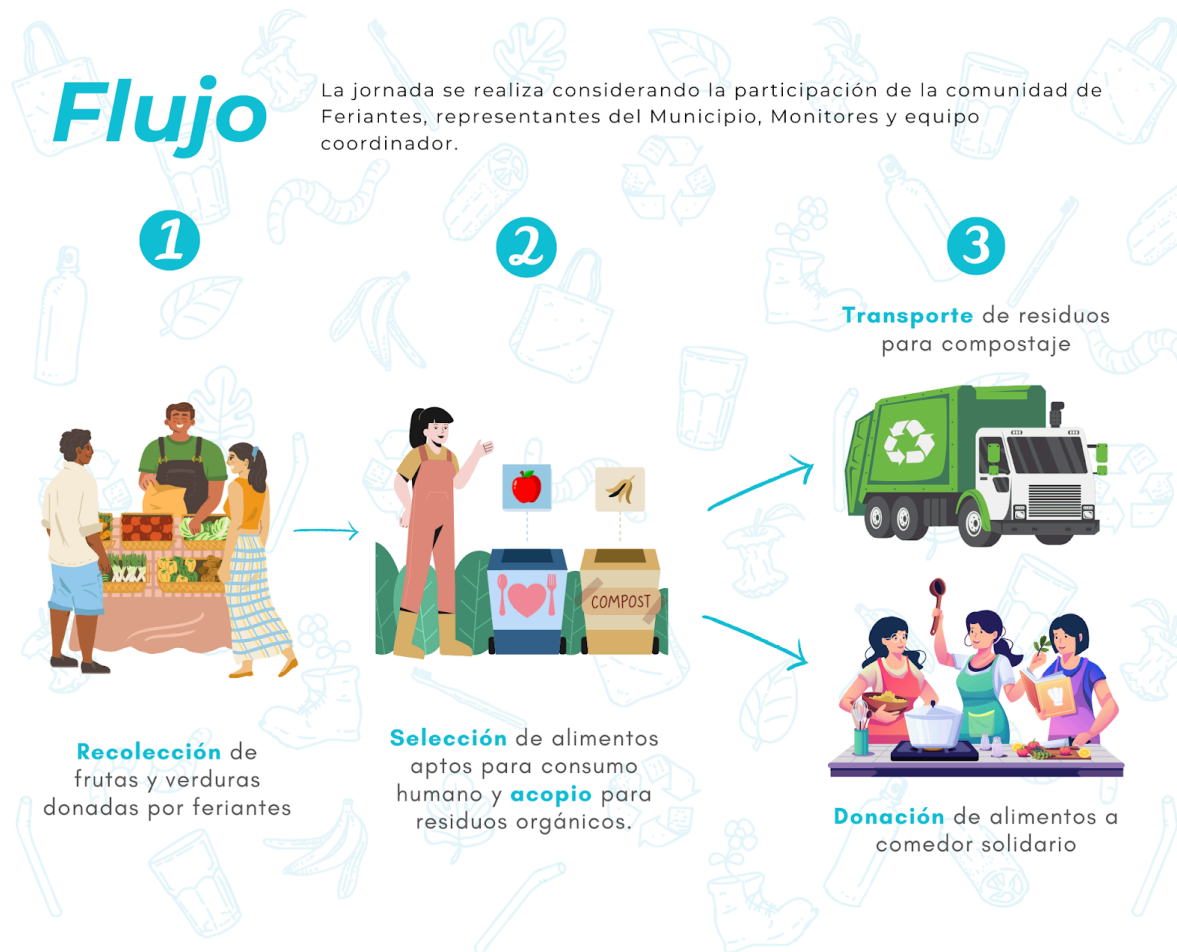 Flujo
La jornada se realiza considerando la participación de la comunidad de
Feriantes, representantes del Municipio, Monitores y equipo
coordinador.
1
2
3
Transporte de residuos
para compostaje
COMPOST
Recolección de
frutas y verduras
donadas por feriantes
Selección de alimentos
aptos para consumo
humano y acopio para
residuos orgánicos.
Donación de alimentos a
comedor solidario